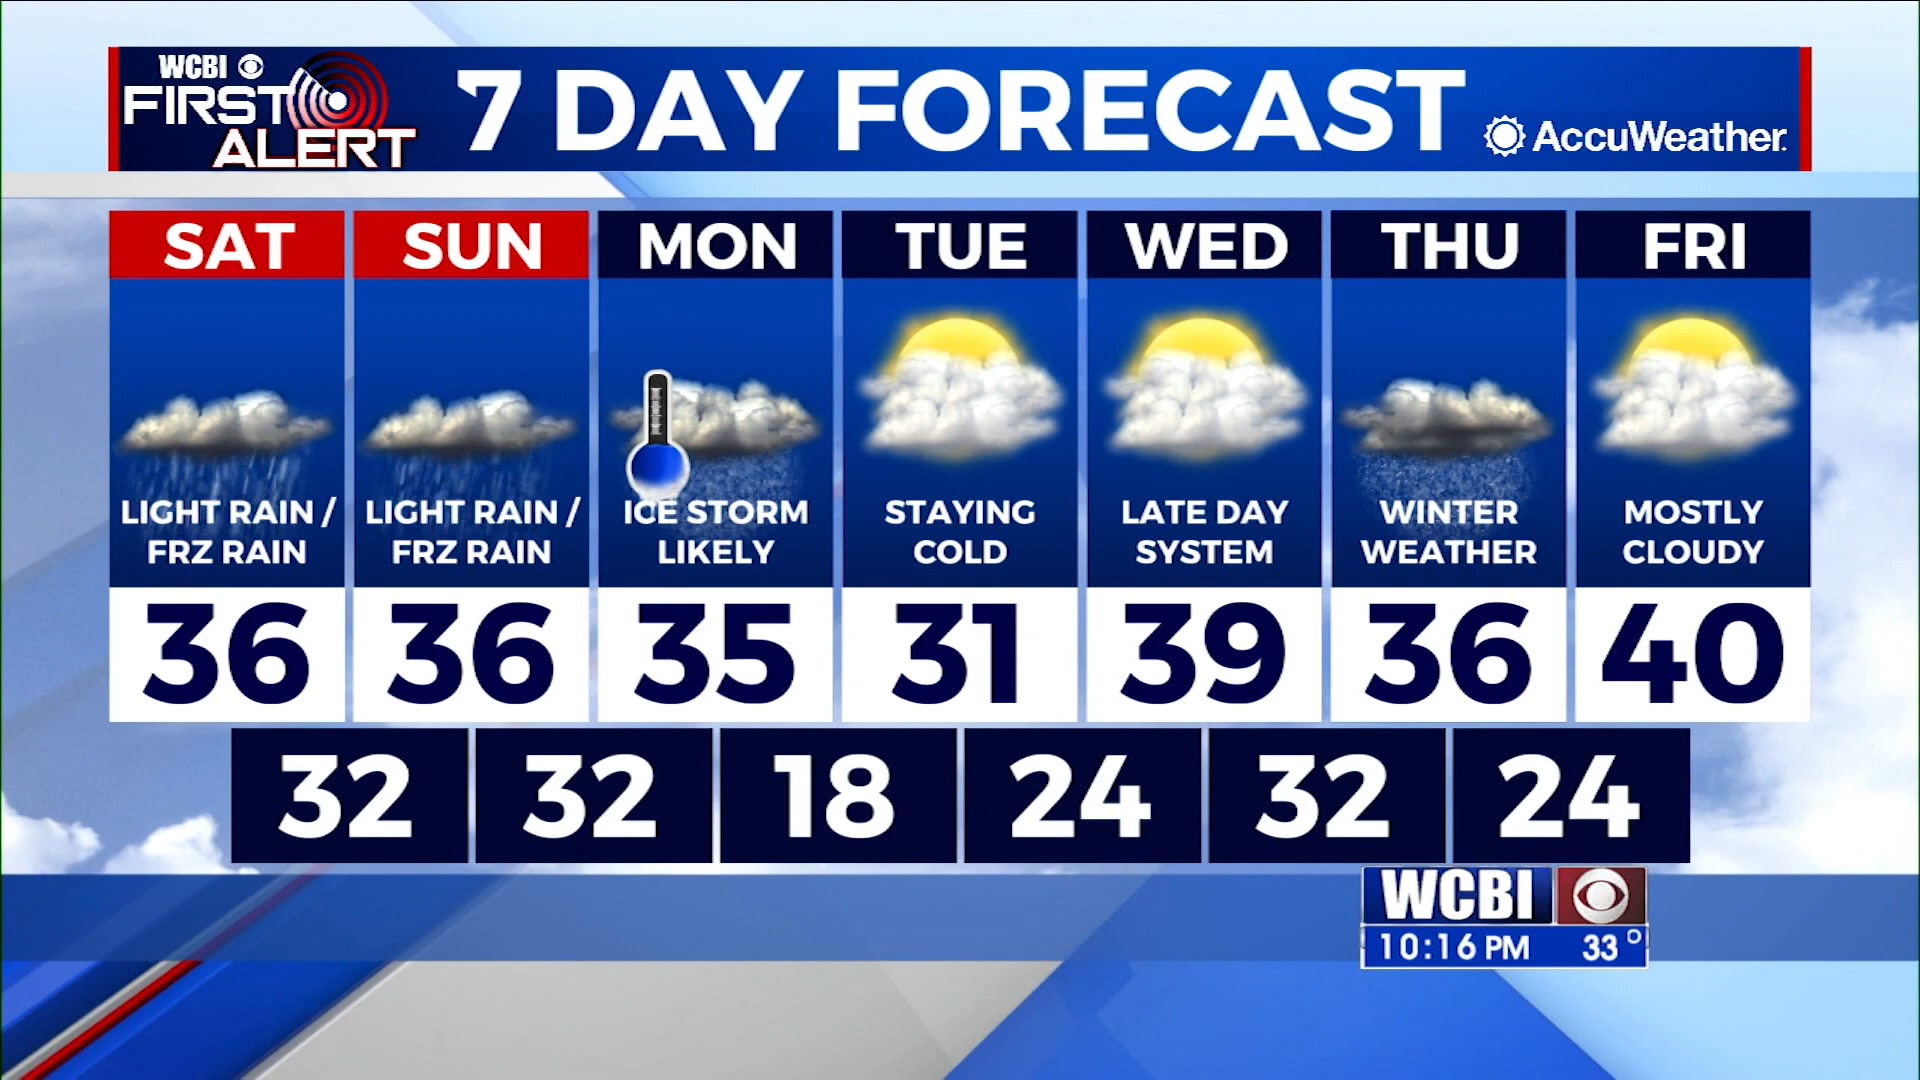 WCBI
FIRST
ALERT
7 DAY FORECAST
AccuWeather.
SAT SUN MON TUE WED THU FRI
LIGHT RAIN /
FRZ RAIN
LIGHT RAIN /
FRZ RAIN
ICE STORM
LIKELY
STAYING
COLD
LATE DAY
SYSTEM
WINTER
WEATHER
MOSTLY
CLOUDY
36 36 35 31 39 36 40
32 32 18 24 32 24
WCBI
10:16 PM 33°